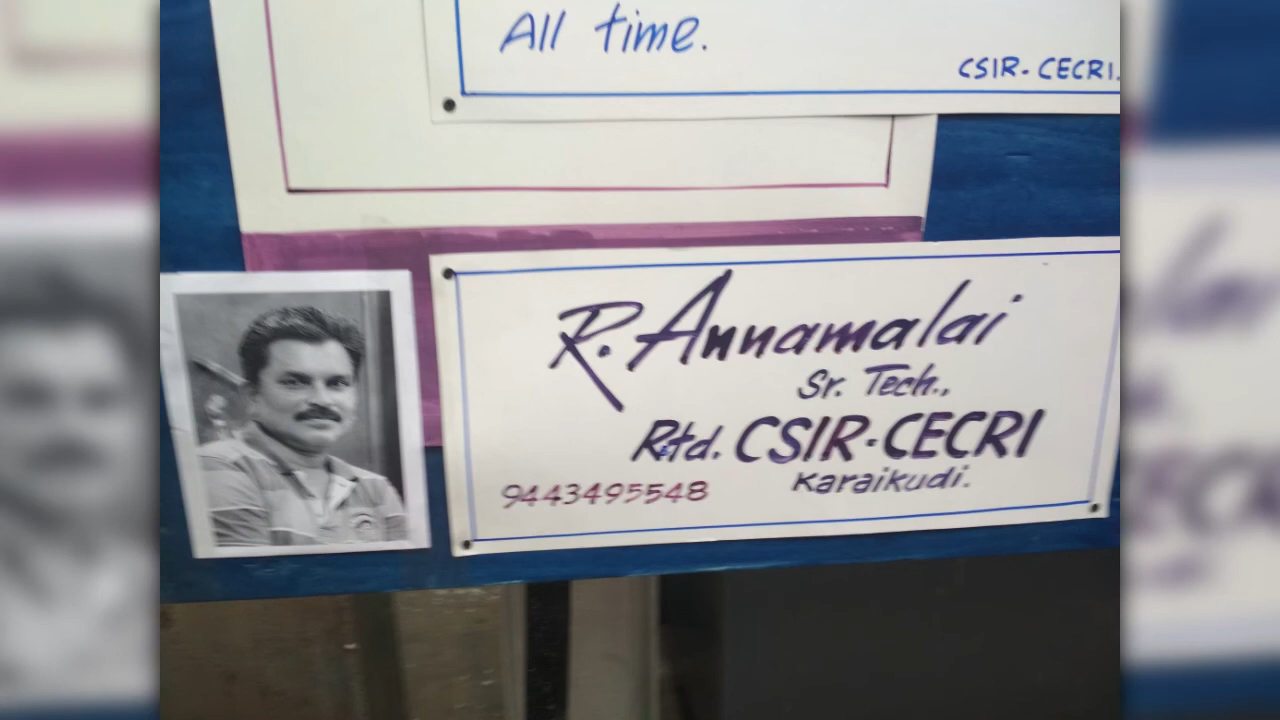 All time.
CSIR-CECRI.
R. Annamalai
Sr. Tech.,
Rtd. CSIR-CECRI
Karaikudi.
9443495548